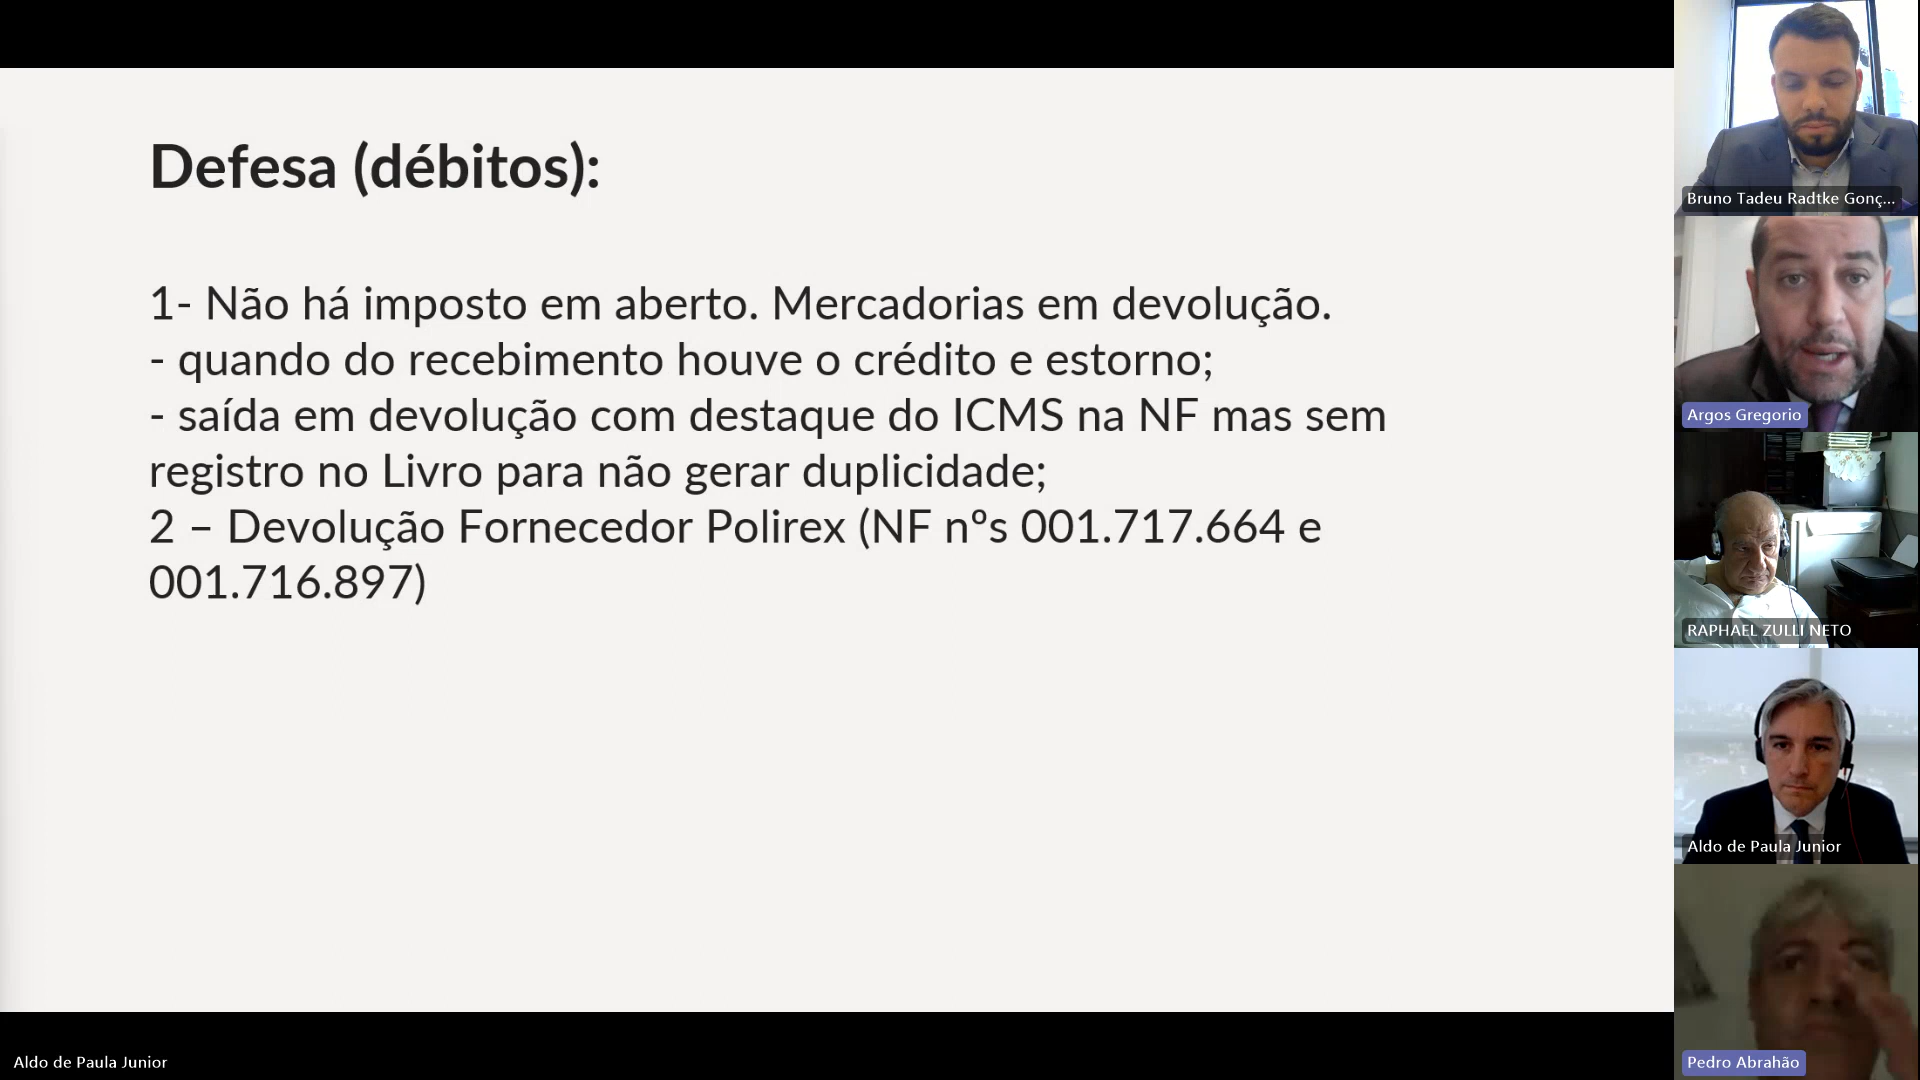 Defesa (débitos):
1- Não há imposto em aberto. Mercadorias em devolução.
- quando do recebimento houve o crédito e estorno;
- saída em devolução com destaque do ICMS na NF mas sem
registro no Livro para não gerar duplicidade;
2 – Devolução Fornecedor Polirex (NF nºs 001.717.664 e
001.716.897)
Aldo de Paula Junior
Bruno Tadeu Radtke Gonç...
Argos Gregorio
RAPHAEL ZULLI NETO
Aldo de Paula Junior
Pedro Abrahão